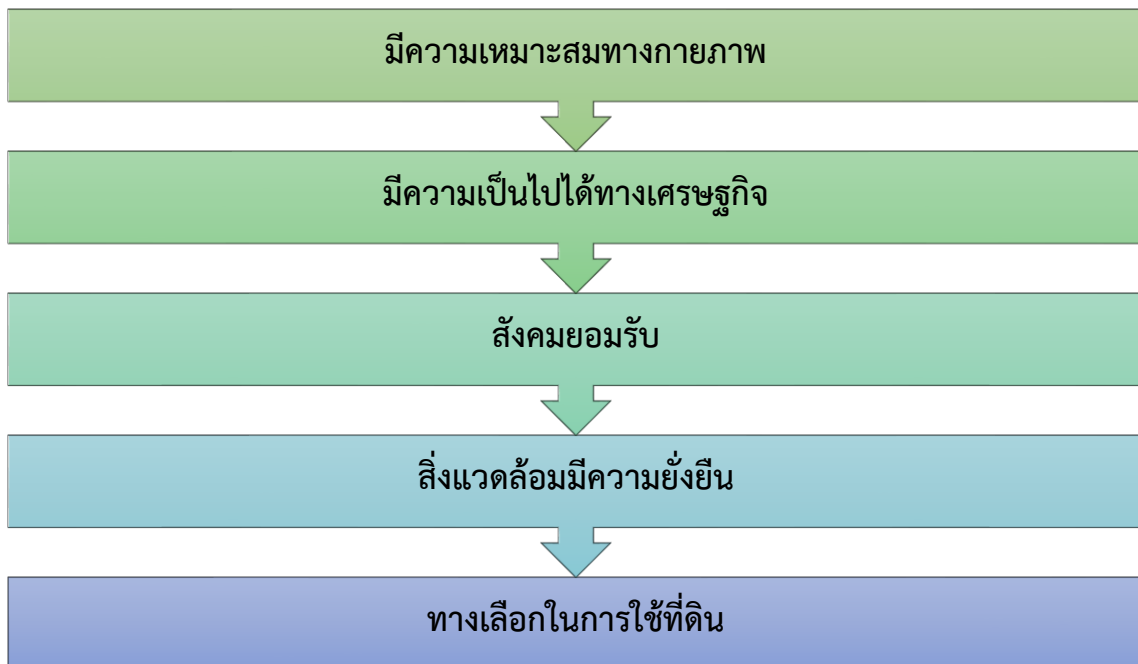 มีความเหมาะสมทางกายภาพ
มีความเป็นไปได้ทางเศรษฐกิจ
สังคมยอมรับ
สิ่งแวดล้อมมีความยั่งยืน
ทางเลือกในการใช้ที่ดิน